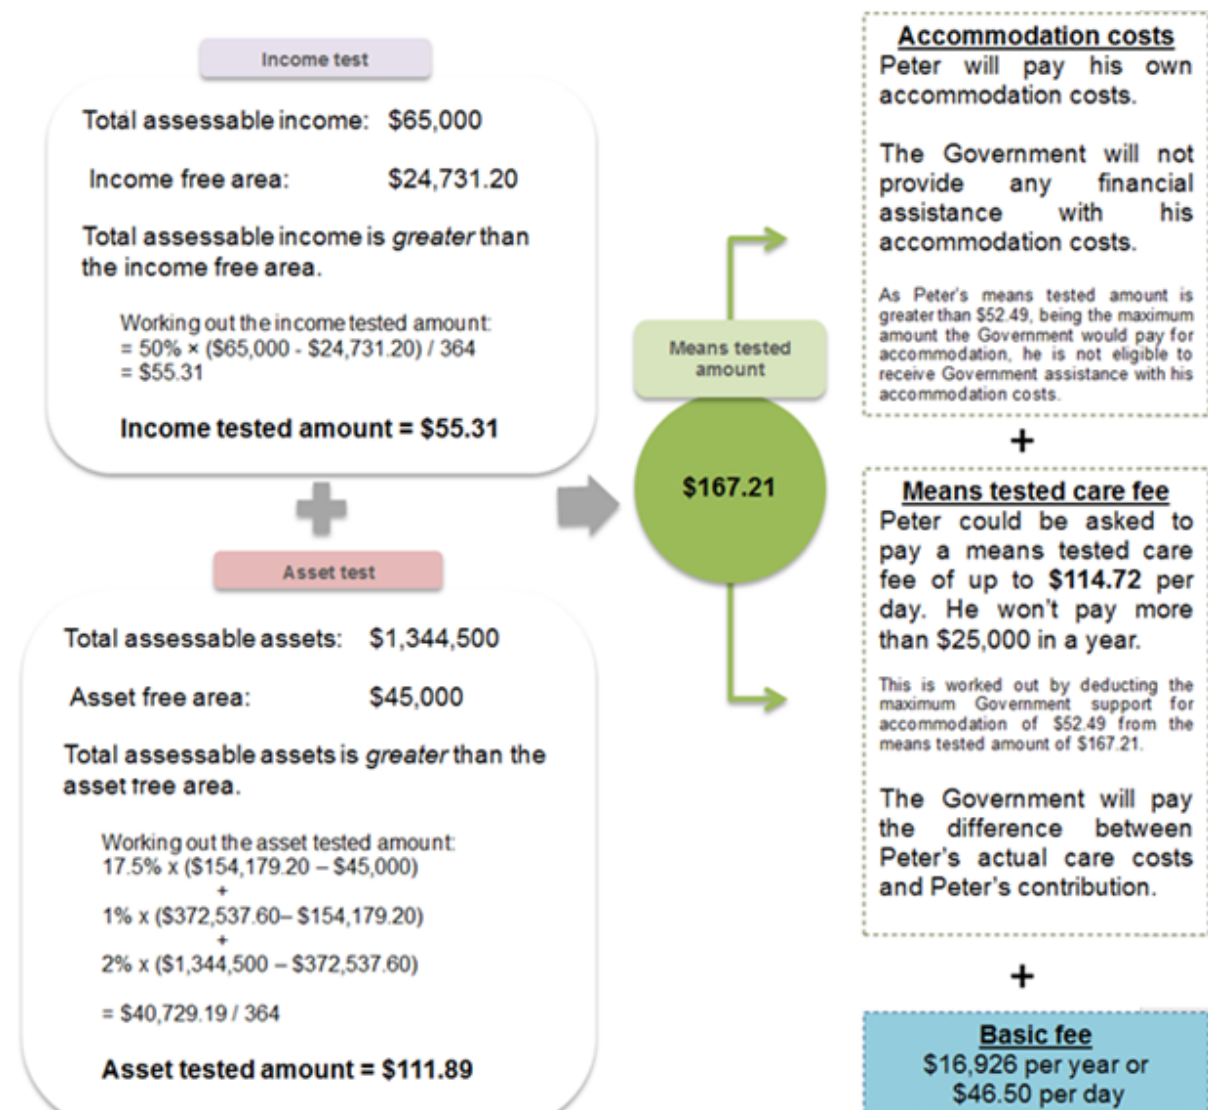 Income test
Total assessable income: $65,000
Income free area: $24,731.20
Total assessable income is greater than
the income free area.
Working out the income tested amount:
= 50% × ($65,000 - $24,731.20) / 364
= $55.31
Income tested amount = $55.31
Asset test
Total assessable assets: $1,344,500
Asset free area: $45,000
Total assessable assets is greater than the
asset free area.
Working out the asset tested amount:
17.5% x ($154,179.20 – $45,000)
+
1% x ($372,537.60– $154,179.20)
+
2% x ($1,344,500 – $372,537.60)
= $40,729.19 / 364
Asset tested amount = $111.89
Means tested
amount
$167.21
Accommodation costs
Peter will pay his own
accommodation costs.
The Government will not
provide any financial
assistance with his
accommodation costs.
As Peter's means tested amount is
greater than $52.49, being the maximum
amount the Government would pay for
accommodation, he is not eligible to
receive Government assistance with his
accommodation costs.
+
Means tested care fee
Peter could be asked to
pay a means tested care
fee of up to $114.72 per
day. He won't pay more
than $25,000 in a year.
This is worked out by deducting the
maximum Government support for
accommodation of $52.49 from the
means tested amount of $167.21.
The Government will pay
the difference between
Peter's actual care costs
and Peter's contribution.
+
Basic fee
$16,926 per year or
$46.50 per day